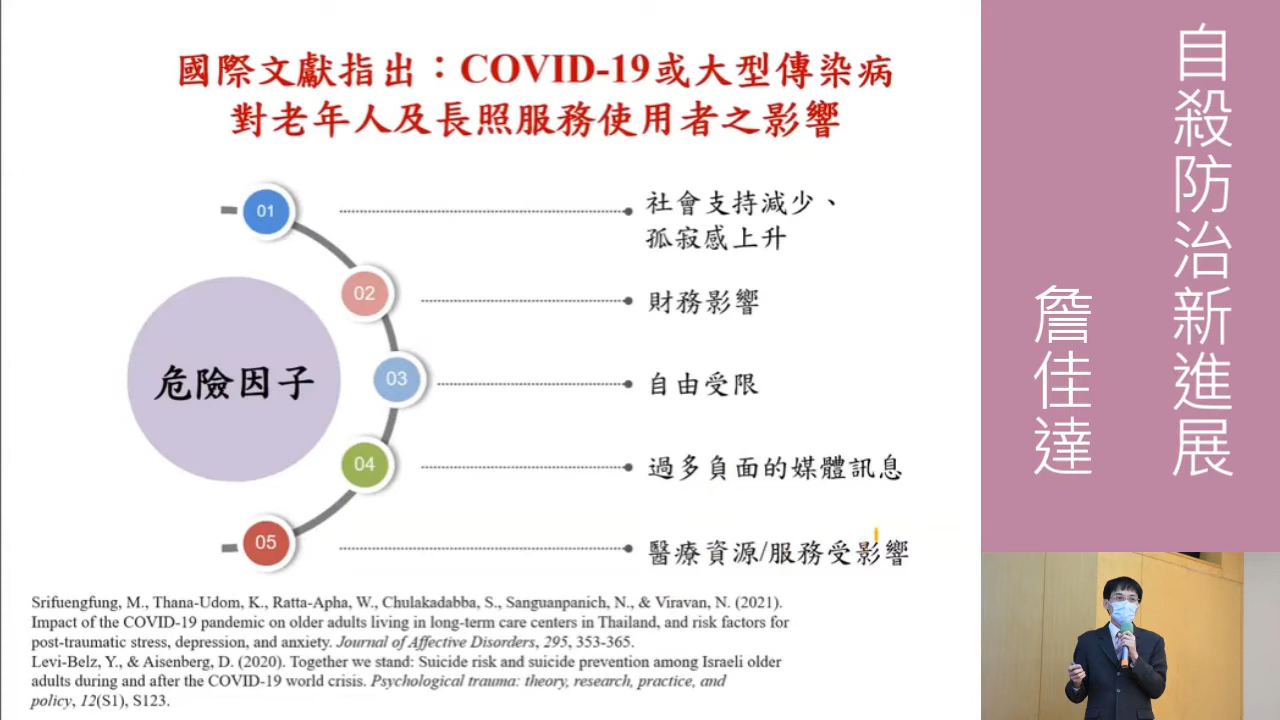 國際文獻指出：COVID-19或大型傳染病
對老年人及長照服務使用者之影響
危險因子
01
社會支持減少、
孤寂感上升
02
財務影響
03
自由受限
04
過多負面的媒體訊息
05
醫療資源/服務受影響
Srifuengfung, M., Thana-Udom, K., Ratta-Apha, W., Chulakadabba, S., Sanguanpanich, N., & Viravan, N. (2021).
Impact of the COVID-19 pandemic on older adults living in long-term care centers in Thailand, and risk factors for
post-traumatic stress, depression, and anxiety. Journal of Affective Disorders, 295, 353-365.
Levi-Belz, Y., & Aisenberg, D. (2020). Together we stand: Suicide risk and suicide prevention among Israeli older
adults during and after the COVID-19 world crisis. Psychological trauma: theory, research, practice, and
policy, 12(S1), S123.
自殺防治新進展
詹佳達